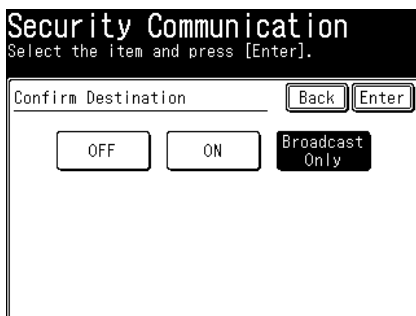 Security Communication
Select the item and press [Enter].
Confirm Destination
Back Enter
OFF ON Broadcast
Only